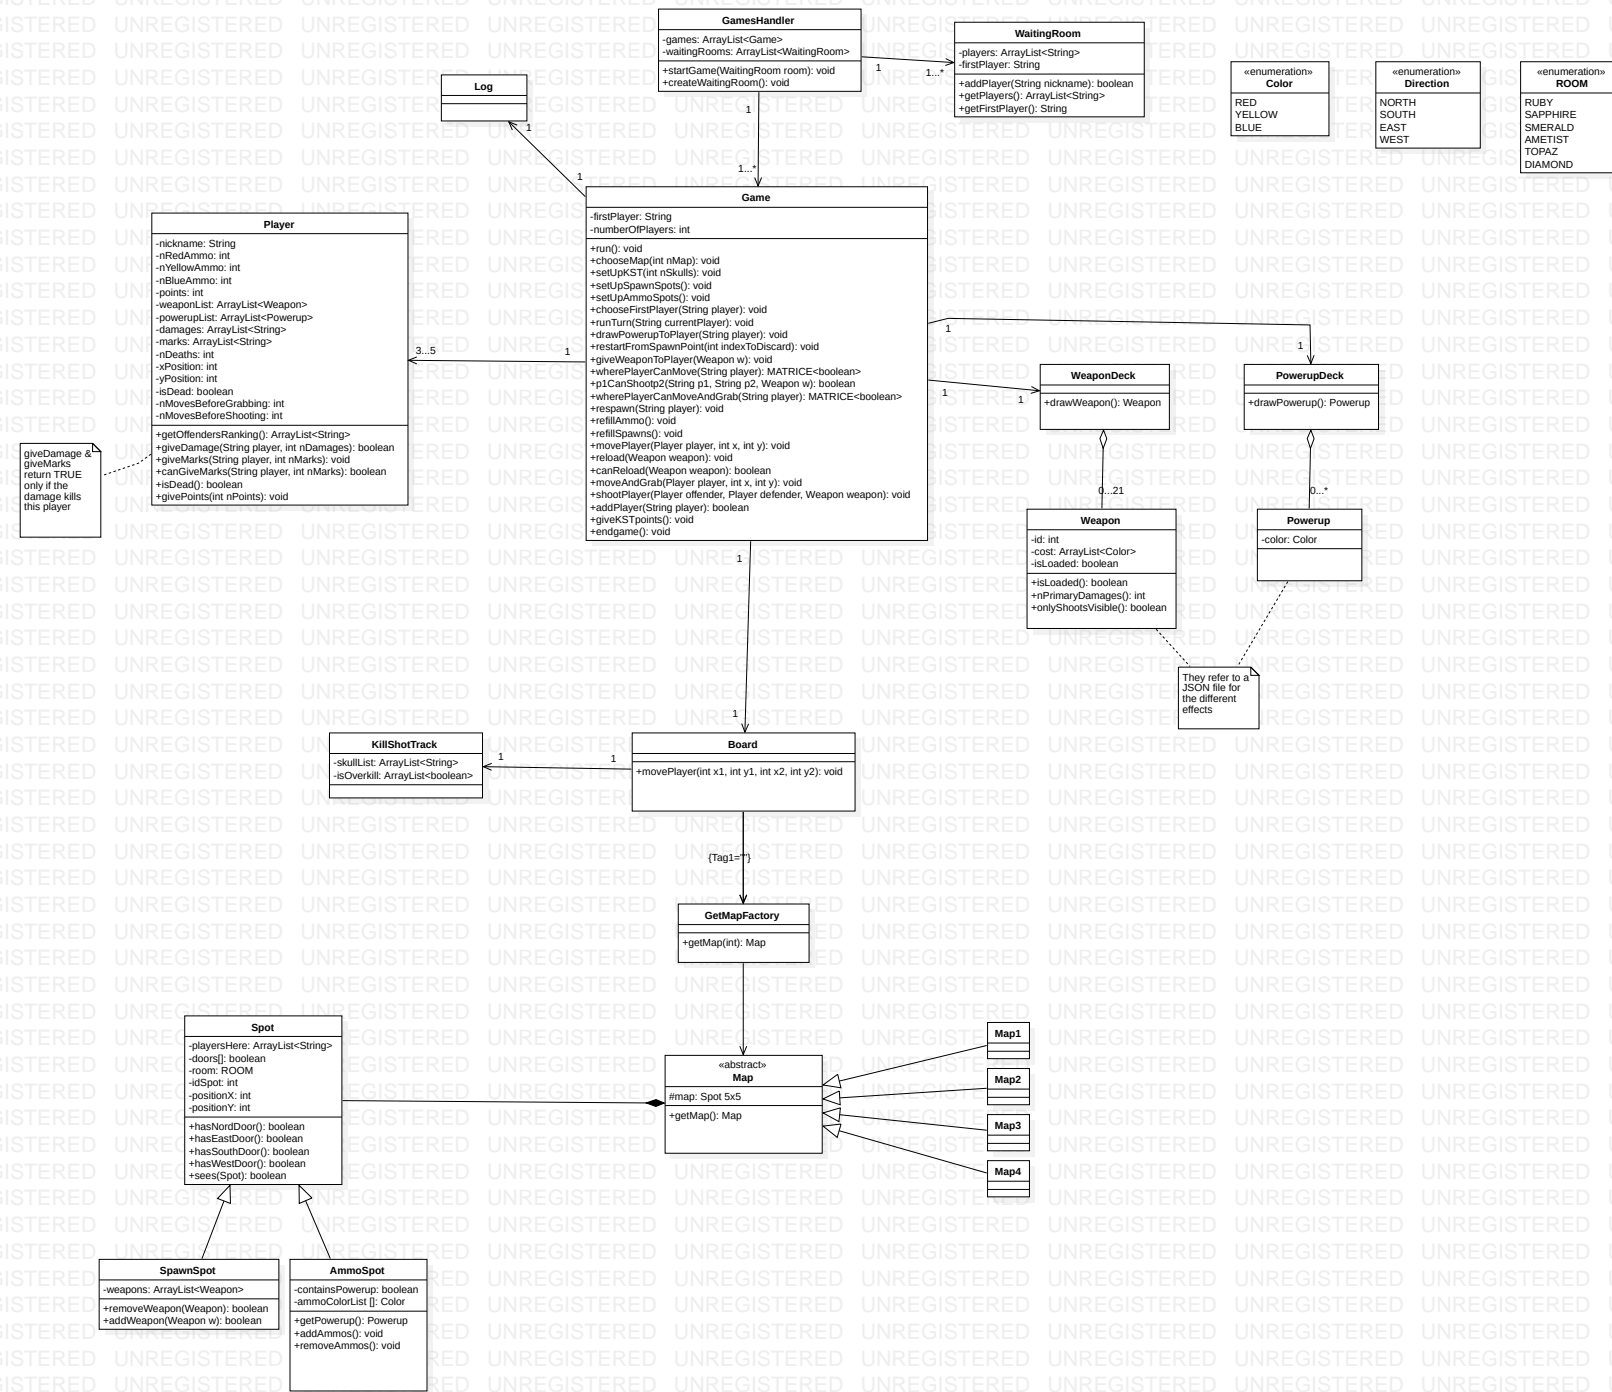 GamesHandler
-games: ArrayList<Game>
-waitingRooms: ArrayList<WaitingRoom>
+startGame(WaitingRoom room): void
+createWaitingRoom(): void
1
1...*
WaitingRoom
-players: ArrayList<String>
-firstPlayer: String
+addPlayer(String nickname): boolean
+getPlayers(): ArrayList<String>
+getFirstPlayer(): String
«enumeration»
Color
RED
YELLOW
BLUE
«enumeration»
Direction
NORTH
SOUTH
EAST
WEST
«enumeration»
ROOM
RUBY
SAPPHIRE
SMERALD
AMETIST
TOPAZ
DIAMOND
Log
1
1
1
1...*
Game
-firstPlayer: String
-numberOfPlayers: int
+run(): void
+chooseMap(int nMap): void
+setUpKST(int nSkulls): void
+setUpSpawnSpots(): void
+setUpAmmoSpots(): void
+chooseFirstPlayer(String player): void
+runTurn(String currentPlayer): void
+drawPowerupToPlayer(String player): void
+restartFromSpawnPoint(int indexToDiscard): void
+giveWeaponToPlayer(Weapon w): void
+wherePlayerCanMove(String player): MATRICE<boolean>
+p1CanShootp2(String p1, String p2, Weapon w): boolean
+wherePlayerCanMoveAndGrab(String player): MATRICE<boolean>
+respawn(String player): void
+refillAmmo(): void
+refillSpawns(): void
+movePlayer(Player player, int x, int y): void
+reload(Weapon weapon): void
+canReload(Weapon weapon): boolean
+moveAndGrab(Player player, int x, int y): void
+shootPlayer(Player offender, Player defender, Weapon weapon): void
+addPlayer(String player): boolean
+giveKSTpoints(): void
+endgame(): void
Player
-nickname: String
-nRedAmmo: int
-nYellowAmmo: int
-nBlueAmmo: int
-points: int
-weaponList: ArrayList<Weapon>
-powerupList: ArrayList<Powerup>
-damages: ArrayList<String>
-marks: ArrayList<String>
-nDeaths: int
-xPosition: int
-yPosition: int
-isDead: boolean
-nMovesBeforeGrabbing: int
-nMovesBeforeShooting: int
+getOffendersRanking(): ArrayList<String>
+giveDamage(String player, int nDamages): boolean
+giveMarks(String player, int nMarks): void
+canGiveMarks(String player, int nMarks): boolean
+isDead(): boolean
+givePoints(int nPoints): void
3...5
1
giveDamage &
giveMarks
return TRUE
only if the
damage kills
this player
1
1
1
1
WeaponDeck
+drawWeapon(): Weapon
PowerupDeck
+drawPowerup(): Powerup
0...21
0...*
Weapon
-id: int
-cost: ArrayList<Color>
-isLoaded: boolean
+isLoaded(): boolean
+nPrimaryDamages(): int
+onlyShootsVisible(): boolean
Powerup
-color: Color
They refer to a
JSON file for
the different
effects
1
1
KillShotTrack
-skullList: ArrayList<String>
-isOverkill: ArrayList<boolean>
1
1
Board
+movePlayer(int x1, int y1, int x2, int y2): void
{Tag1=""}
GetMapFactory
+getMap(int): Map
Spot
-playersHere: ArrayList<String>
-doors[]: boolean
-room: ROOM
-idSpot: int
-positionX: int
-positionY: int
+hasNordDoor(): boolean
+hasEastDoor(): boolean
+hasSouthDoor(): boolean
+hasWestDoor(): boolean
+sees(Spot): boolean
«abstract»
Map
#map: Spot 5x5
+getMap(): Map
Map1
Map2
Map3
Map4
SpawnSpot
-weapons: ArrayList<Weapon>
+removeWeapon(Weapon): boolean
+addWeapon(Weapon w): boolean
AmmoSpot
-containsPowerup: boolean
-ammoColorList []: Color
+getPowerup(): Powerup
+addAmmos(): void
+removeAmmos(): void